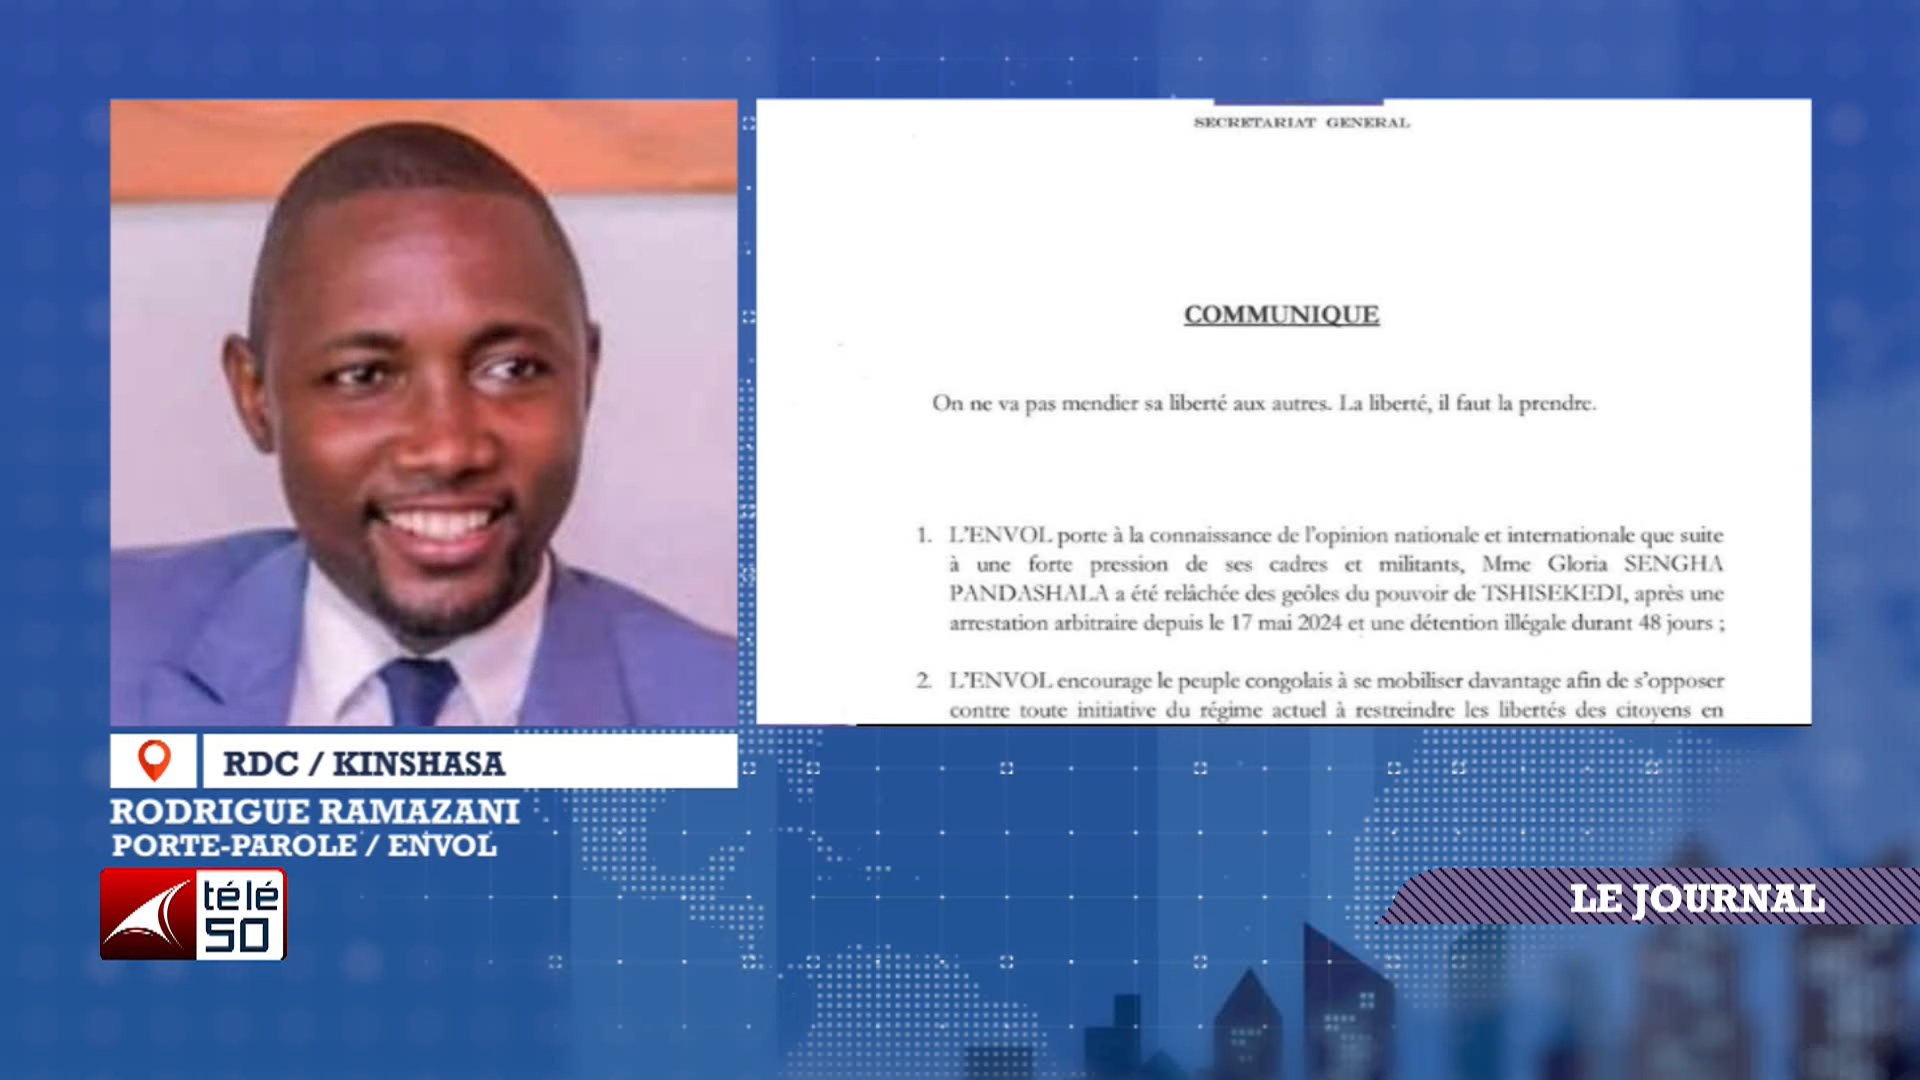 SECRETARIAT GENERAL
COMMUNIQUE
On ne va pas mendier sa liberté aux autres. La liberté, il faut la prendre.
1. L'ENVOL porte à la connaissance de l'opinion nationale et internationale que suite
à une forte pression de ses cadres et militants, Mme Gloria SENGHA
PANDASHALA a été relâchée des geôles du pouvoir de TSHISEKEDI, après une
arrestation arbitraire depuis le 17 mai 2024 et une détention illégale durant 48 jours ;
2. L'ENVOL encourage le peuple congolais à se mobiliser davantage afin de s'opposer
contre toute initiative du régime actuel à restreindre les libertés des citoyens en
RDC / KINSHASA
RODRIGUE RAMAZANI
PORTE-PAROLE / ENVOL
télé
50
LE JOURNAL